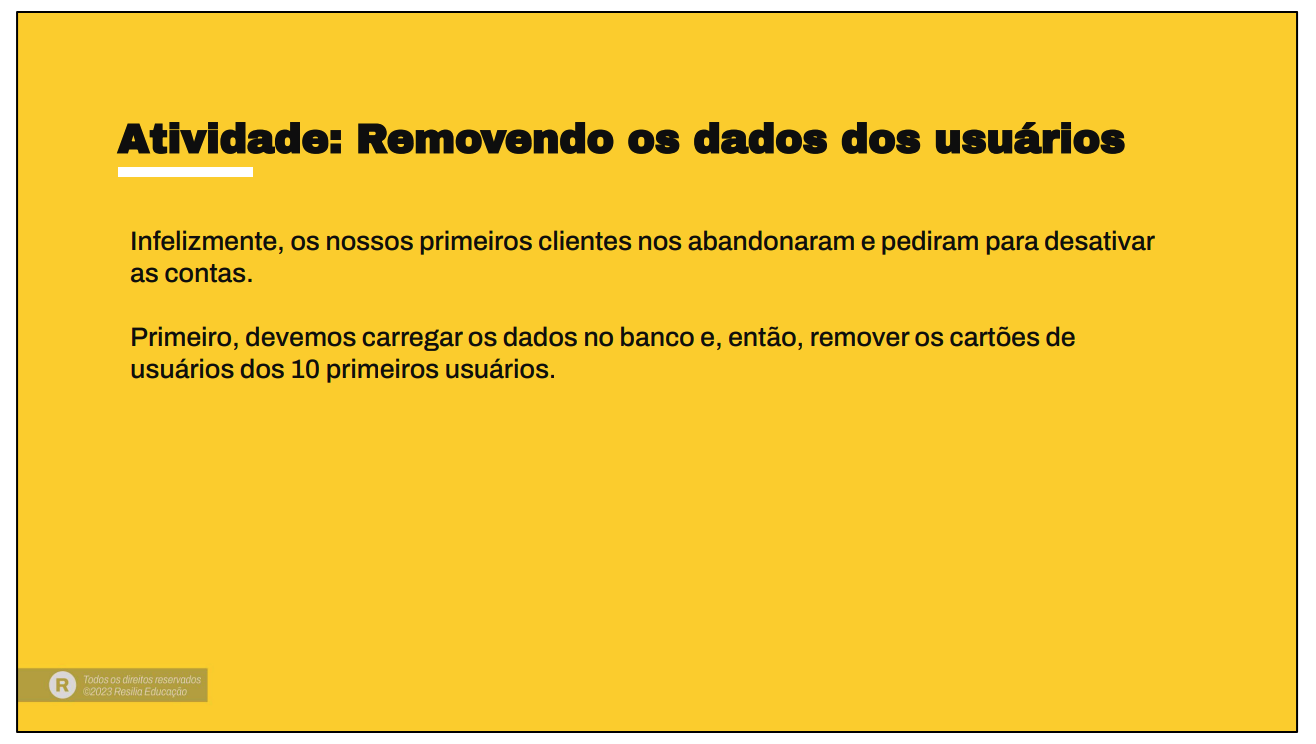 Atividade: Removendo os dados dos usuários
Infelizmente, os nossos primeiros clientes nos abandonaram e pediram para desativar
as contas.
Primeiro, devemos carregar os dados no banco e, então, remover os cartões de
usuários dos 10 primeiros usuários.
R
Todos os direitos reservados
©2023 Resilia Educação